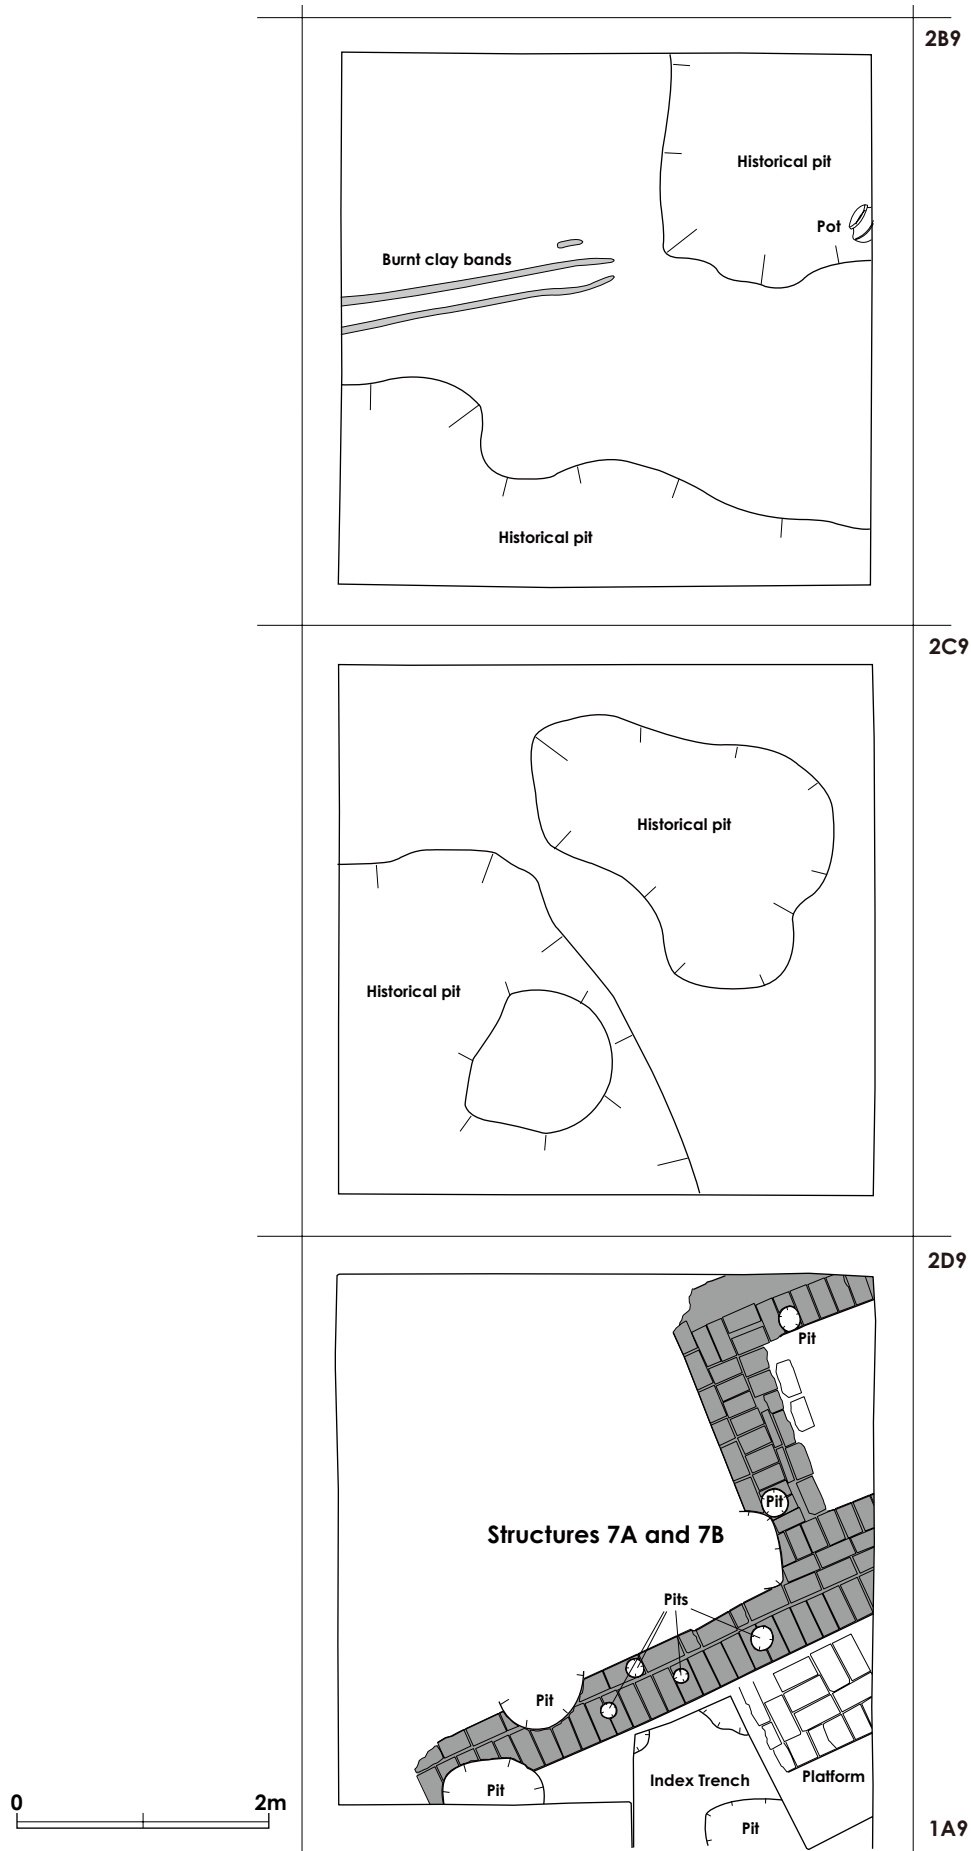 2B9
Historical pit
Pot
Burnt clay bands
Historical pit
2C9
Historical pit
Historical pit
2D9
Pit
Pit
Structures 7A and 7B
Pits
Pit
Pit
Index Trench
Platform
Pit
0 2m
1A9